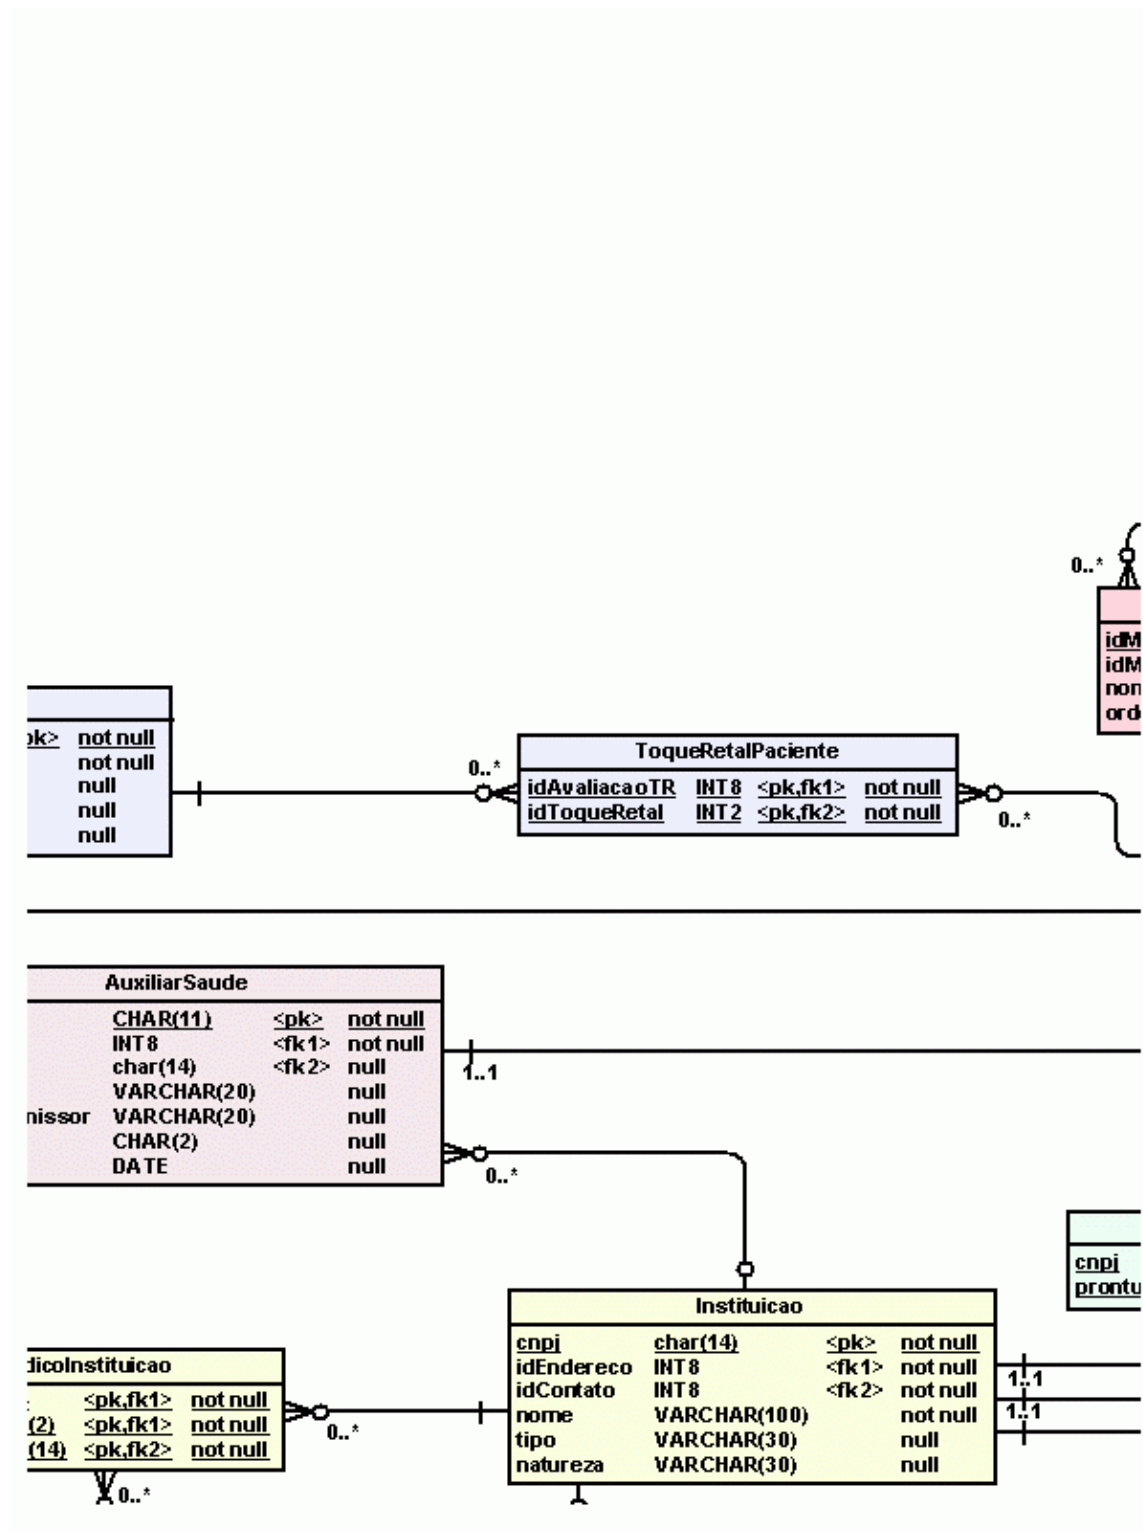 0..*
idM
idM
nom
ord
pk> not null
not null
null
null
null
0..*
ToqueRetalPaciente
idAvaliacaoTR INT8 <pk,fk1> not null
idToqueRetal INT2 <pk,fk2> not null
0..*
AuxiliarSaude
CHAR(11) <pk> not null
INT8 <fk1> not null
char(14) <fk2> null
VARCHAR(20) null
nissor VARCHAR(20) null
CHAR(2) null
DATE null
1..1
0..*
cnpj
prontu
Instituicao
cnpj char(14) <pk> not null
idEndereco INT8 <fk1> not null
idContato INT8 <fk2> not null
nome VARCHAR(100) not null
tipo VARCHAR(30) null
natureza VARCHAR(30) null
1..1
1..1
dicoInstituicao
<pk,fk1> not null
(2) <pk,fk1> not null
(14) <pk,fk2> not null
0..*
0..*